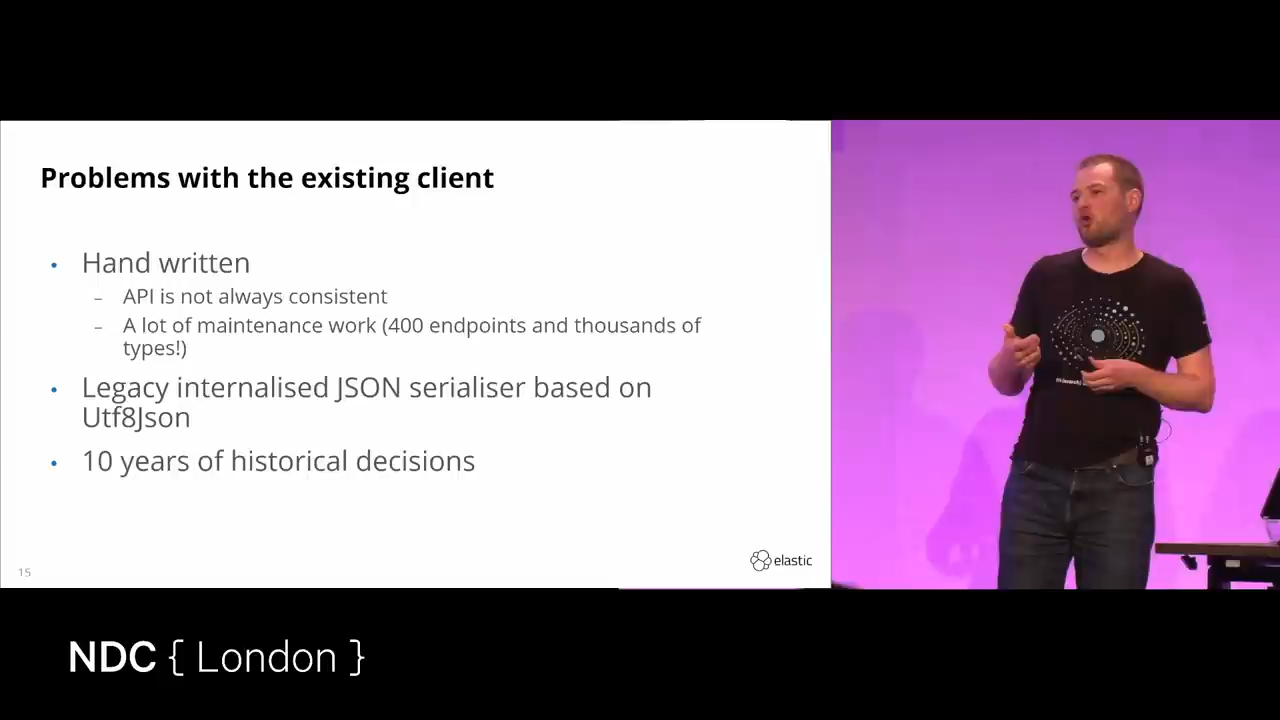 Problems with the existing client
• Hand written
– API is not always consistent
– A lot of maintenance work (400 endpoints and thousands of
types!)
• Legacy internalised JSON serialiser based on
Utf8Json
• 10 years of historical decisions
15
elastic
NDC { London }